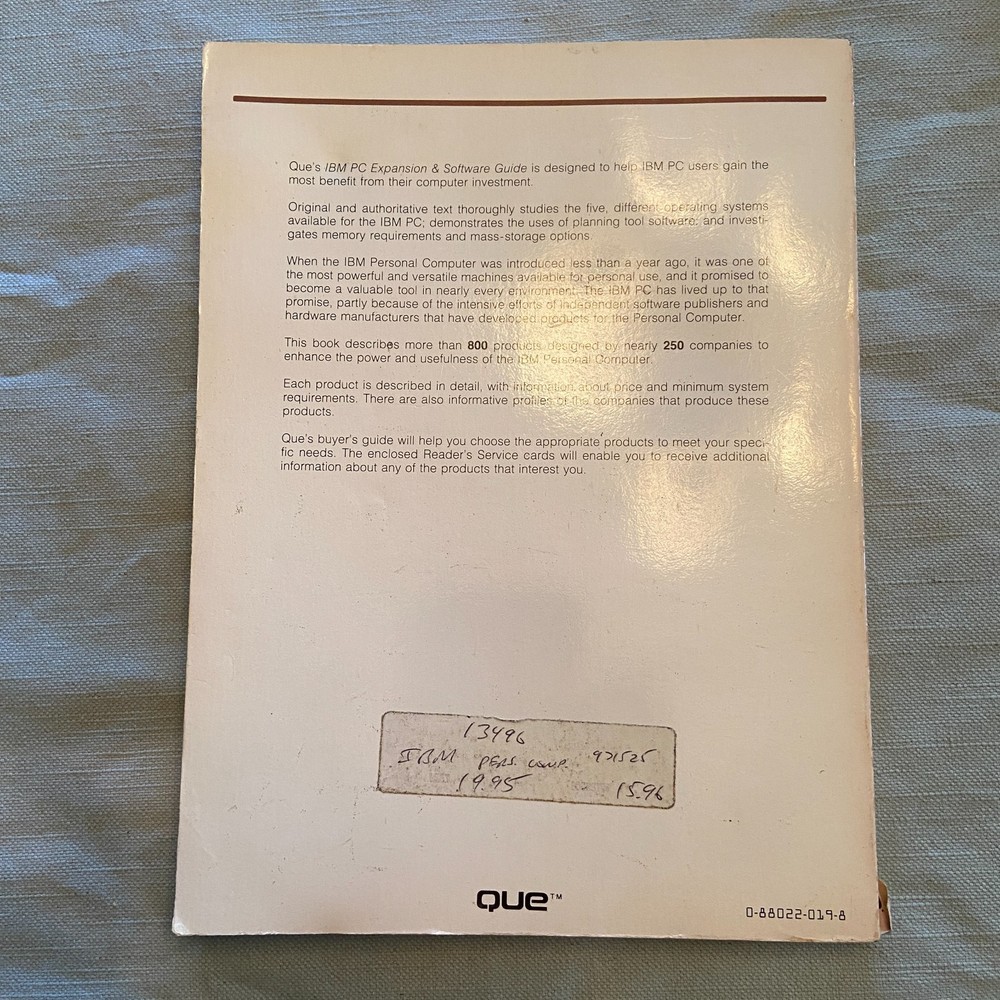 Que's IBM PC Expansion & Software Guide is designed to help IBM PC users gain the
most benefit from their computer investment.
Original and authoritative text thoroughly studies the five, different operating systems
available for the IBM PC; demonstrates the uses of planning tool software; and investi-
gates memory requirements and mass-storage options.
When the IBM Personal Computer was introduced less than a year ago, it was one of
the most powerful and versatile machines available for personal use, and it promised to
become a valuable tool in nearly every environment. The IBM PC has lived up to that
promise, partly because of the intensive efforts of independent software publishers and
hardware manufacturers that have developed products for the Personal Computer.
This book describes more than 800 products designed by nearly 250 companies to
enhance the power and usefulness of the IBM Personal Computer.
Each product is described in detail, with information about price and minimum system
requirements. There are also informative profiles of the companies that produce these
products.
Que's buyer's guide will help you choose the appropriate products to meet your speci-
fic needs. The enclosed Reader's Service cards will enable you to receive additional
information about any of the products that interest you.
13496
IBM PERS. COMP. 921525
19.95 15.96
QUE™
0-88022-019-8